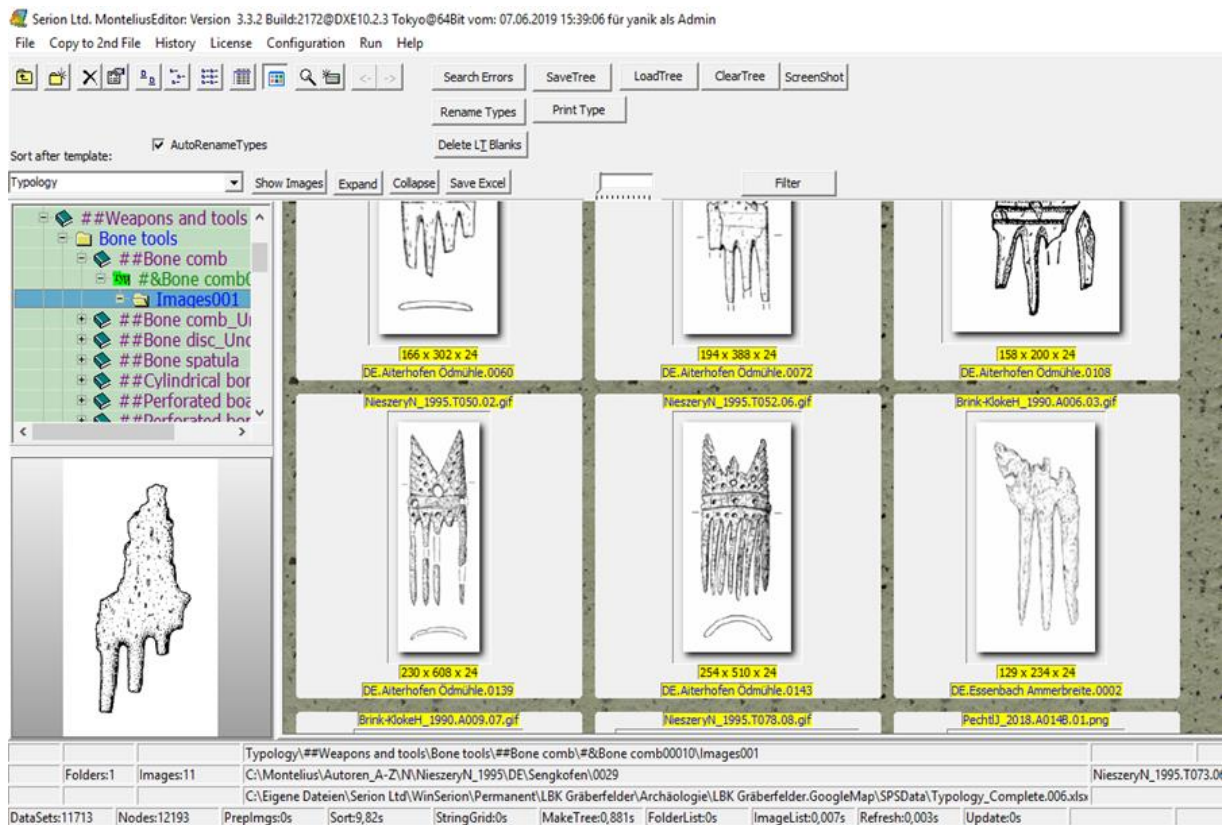 Serion Ltd. MonteliusEditor: Version 3.3.2 Build:2172@DXE10.2.3 Tokyo@64Bit vom: 07.06.2019 15:39:06 für yanik als Admin
File Copy to 2nd File History License Configuration Run Help
Search Errors SaveTree LoadTree ClearTree ScreenShot
Rename Types Print Type
AutoRenameTypes Delete LT Blanks
Sort after template:
Typology Show Images Expand Collapse Save Excel Filter
##Weapons and tools
Bone tools
##Bone comb
#&Bone comb0
Images001
##Bone comb_Un
##Bone disc_Unc
##Bone spatula
##Cylindrical bor
##Perforated boa
##Perforated bor
166 x 302 x 24 194 x 388 x 24 158 x 200 x 24
DE.Aiterhofen Ödmühle.0060 DE.Aiterhofen Ödmühle.0072 DE.Aiterhofen Ödmühle.0108
NieszeryN_1995.T050.02.gif NieszeryN_1995.T052.06.gif Brink-KlokeH_1990.A006.03.gif
230 x 608 x 24 254 x 510 x 24 129 x 234 x 24
DE.Aiterhofen Ödmühle.0139 DE.Aiterhofen Ödmühle.0143 DE.Essenbach Ammerbreite.0002
Brink-KlokeH_1990.A009.07.gif NieszeryN_1995.T078.08.gif PechtlJ_2018.A014B.01.png
Typology\##Weapons and tools\Bone tools\##Bone comb\#&Bone comb00010\Images001
Folders:1 Images:11 C:\Montelius\Autoren_A-Z\N\NieszeryN_1995\DE\Sengkofen\0029 NieszeryN_1995.T073.06
C:\Eigene Dateien\Serion Ltd\WinSerion\Permanent\LBK Gräberfelder\Archäologie\LBK Gräberfelder.GoogleMap\SPSData\Typology_Complete.006.xlsx
DataSets:11713 Nodes:12193 PrepImgs:0s Sort:9,82s StringGrid:0s MakeTree:0,881s FolderList:0s ImageList:0,007s Refresh:0,003s Update:0s